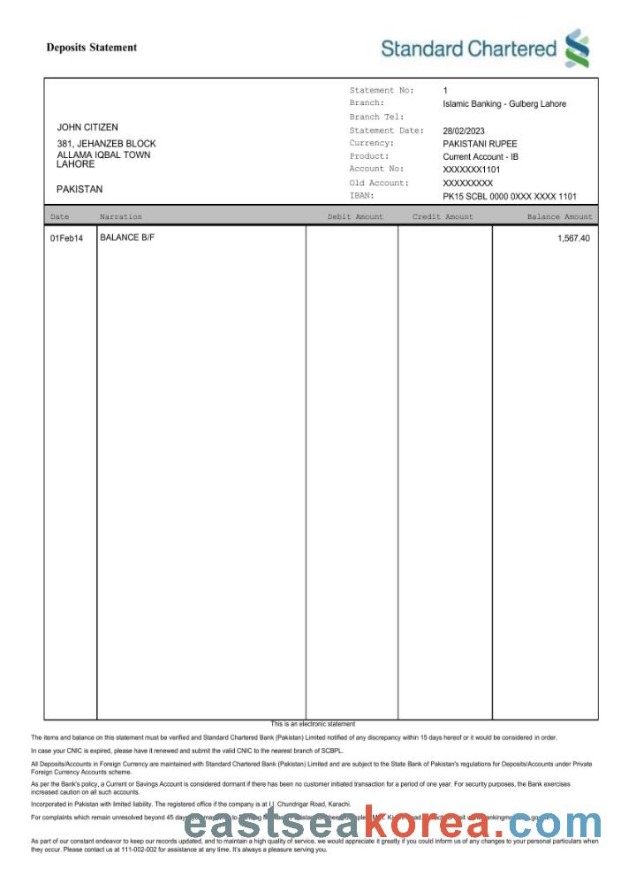 Deposits Statement
Standard Chartered
Statement No: 1
Branch: Islamic Banking - Gulberg Lahore
Branch Tel:
JOHN CITIZEN
Statement Date: 28/02/2023
381, JEHANZEB BLOCK
Currency: PAKISTANI RUPEE
ALLAMA IQBAL TOWN
Product: Current Account - IB
LAHORE
Account No: XXXXXXX1101
Old Account: XXXXXXXXX
PAKISTAN
IBAN: PK15 SCBL 0000 0XXX XXXX 1101
Date Narration Debit Amount Credit Amount Balance Amount
01Feb14 BALANCE B/F 1,567.40
This is an electronic statement
The items and balance on this statement must be verified and Standard Chartered Bank (Pakistan) Limited notified of any discrepancy within 15 days hereof or it would be considered in order.
In case your CNIC is expired, please have it renewed and submit the valid CNIC to the nearest branch of SCBPL.
All Deposits/Accounts in Foreign Currency are maintained with Standard Chartered Bank (Pakistan) Limited and are subject to the State Bank of Pakistan's regulations for Deposits/Accounts under Private
Foreign Currency Accounts scheme.
As per the Bank's policy, a Current or Savings Account is considered dormant if there has been no customer initiated transaction for a period of one year. For security purposes, the Bank exercises
increased caution on all such accounts.
Incorporated in Pakistan with limited liability. The registered office if the company is at I.I. Chundrigar Road, Karachi.
For complaints which remain unresolved beyond 45 days
eastseakorea.com
As part of our constant endeavor to keep our records updated, and to maintain a high quality of service, we would appreciate it greatly if you could inform us of any changes to your personal particulars when
they occur. Please contact us at 111-002-002 for assistance at any time. It's always a pleasure serving you.